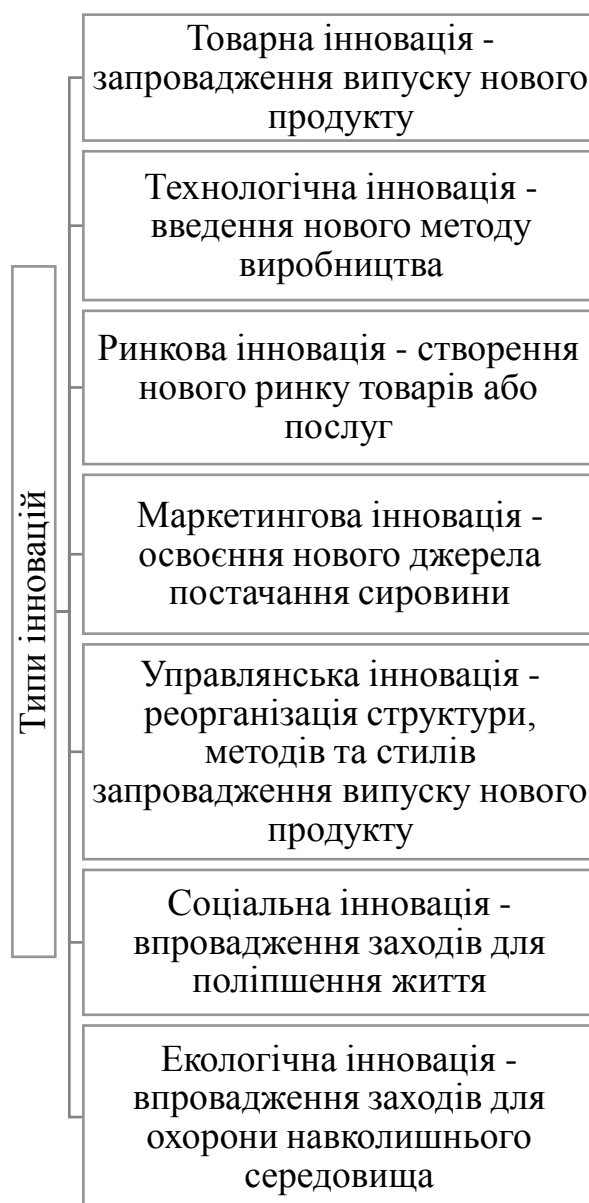 Типи інновацій
Товарна інновація -
запровадження випуску нового
продукту
Технологічна інновація -
введення нового методу
виробництва
Ринкова інновація - створення
нового ринку товарів або
послуг
Маркетингова інновація -
освоєння нового джерела
постачання сировини
Управлянська інновація -
реорганізація структури,
методів та стилів
запровадження випуску нового
продукту
Соціальна інновація -
впровадження заходів для
поліпшення життя
Екологічна інновація -
впровадження заходів для
охорони навколишнього
середовища